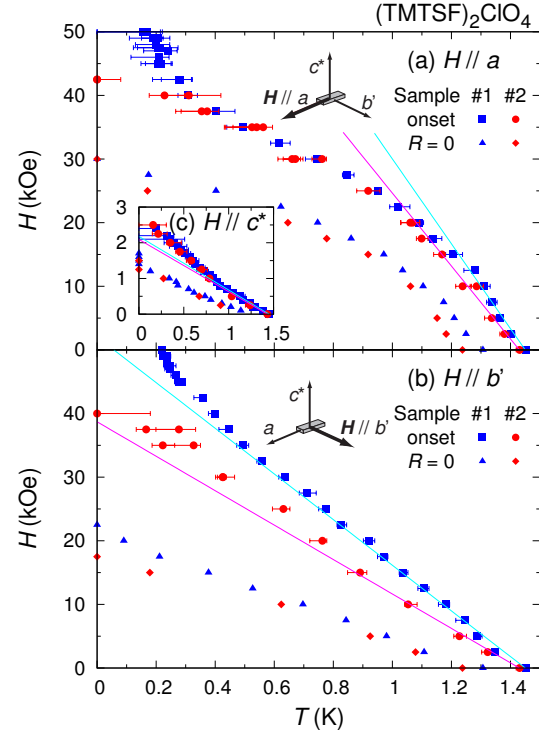 (TMTSF)₂ClO₄
50
40
30
20
10
0
H (kOe)
(a) H // a
c*
H // a
b'
Sample #1 #2
onset
R = 0
(c) H // c*
3
2
1
0
0
0.5
1
1.5
(b) H // b'
c*
a
H // b'
Sample #1 #2
onset
R = 0
40
30
20
10
0
H (kOe)
0 0.2 0.4 0.6 0.8 1 1.2 1.4
T (K)